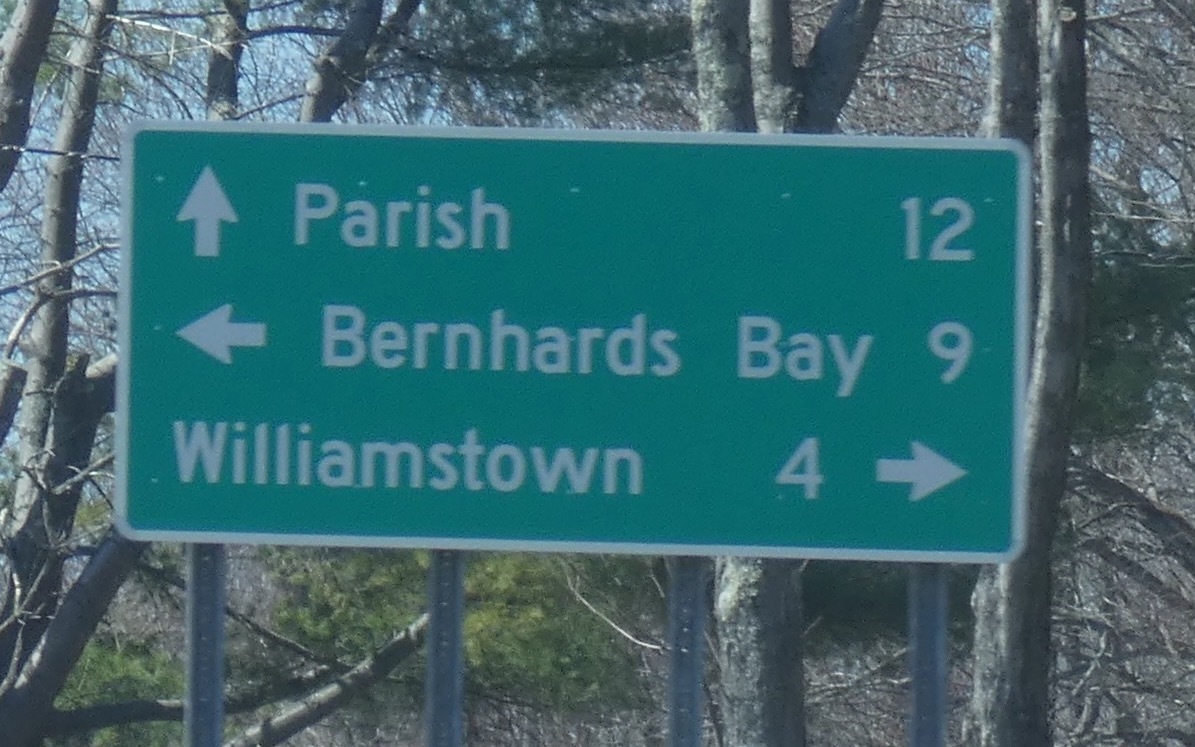 ↑ Parish 12
← Bernhards Bay 9
Williamstown 4 →